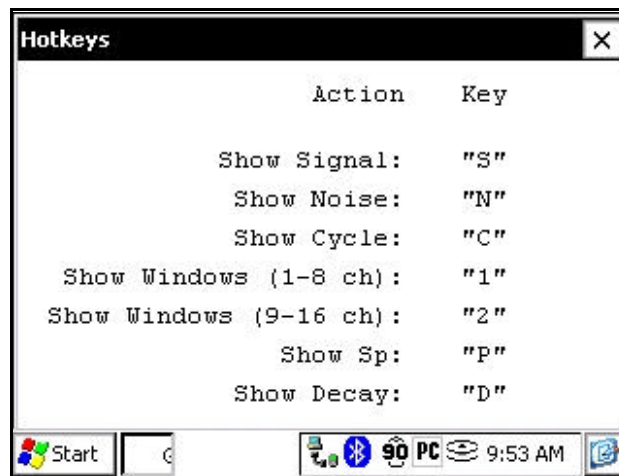 Hotkeys
Action Key
Show Signal: "S"
Show Noise: "N"
Show Cycle: "C"
Show Windows (1-8 ch): "1"
Show Windows (9-16 ch): "2"
Show Sp: "P"
Show Decay: "D"
Start 90 PC 9:53 AM